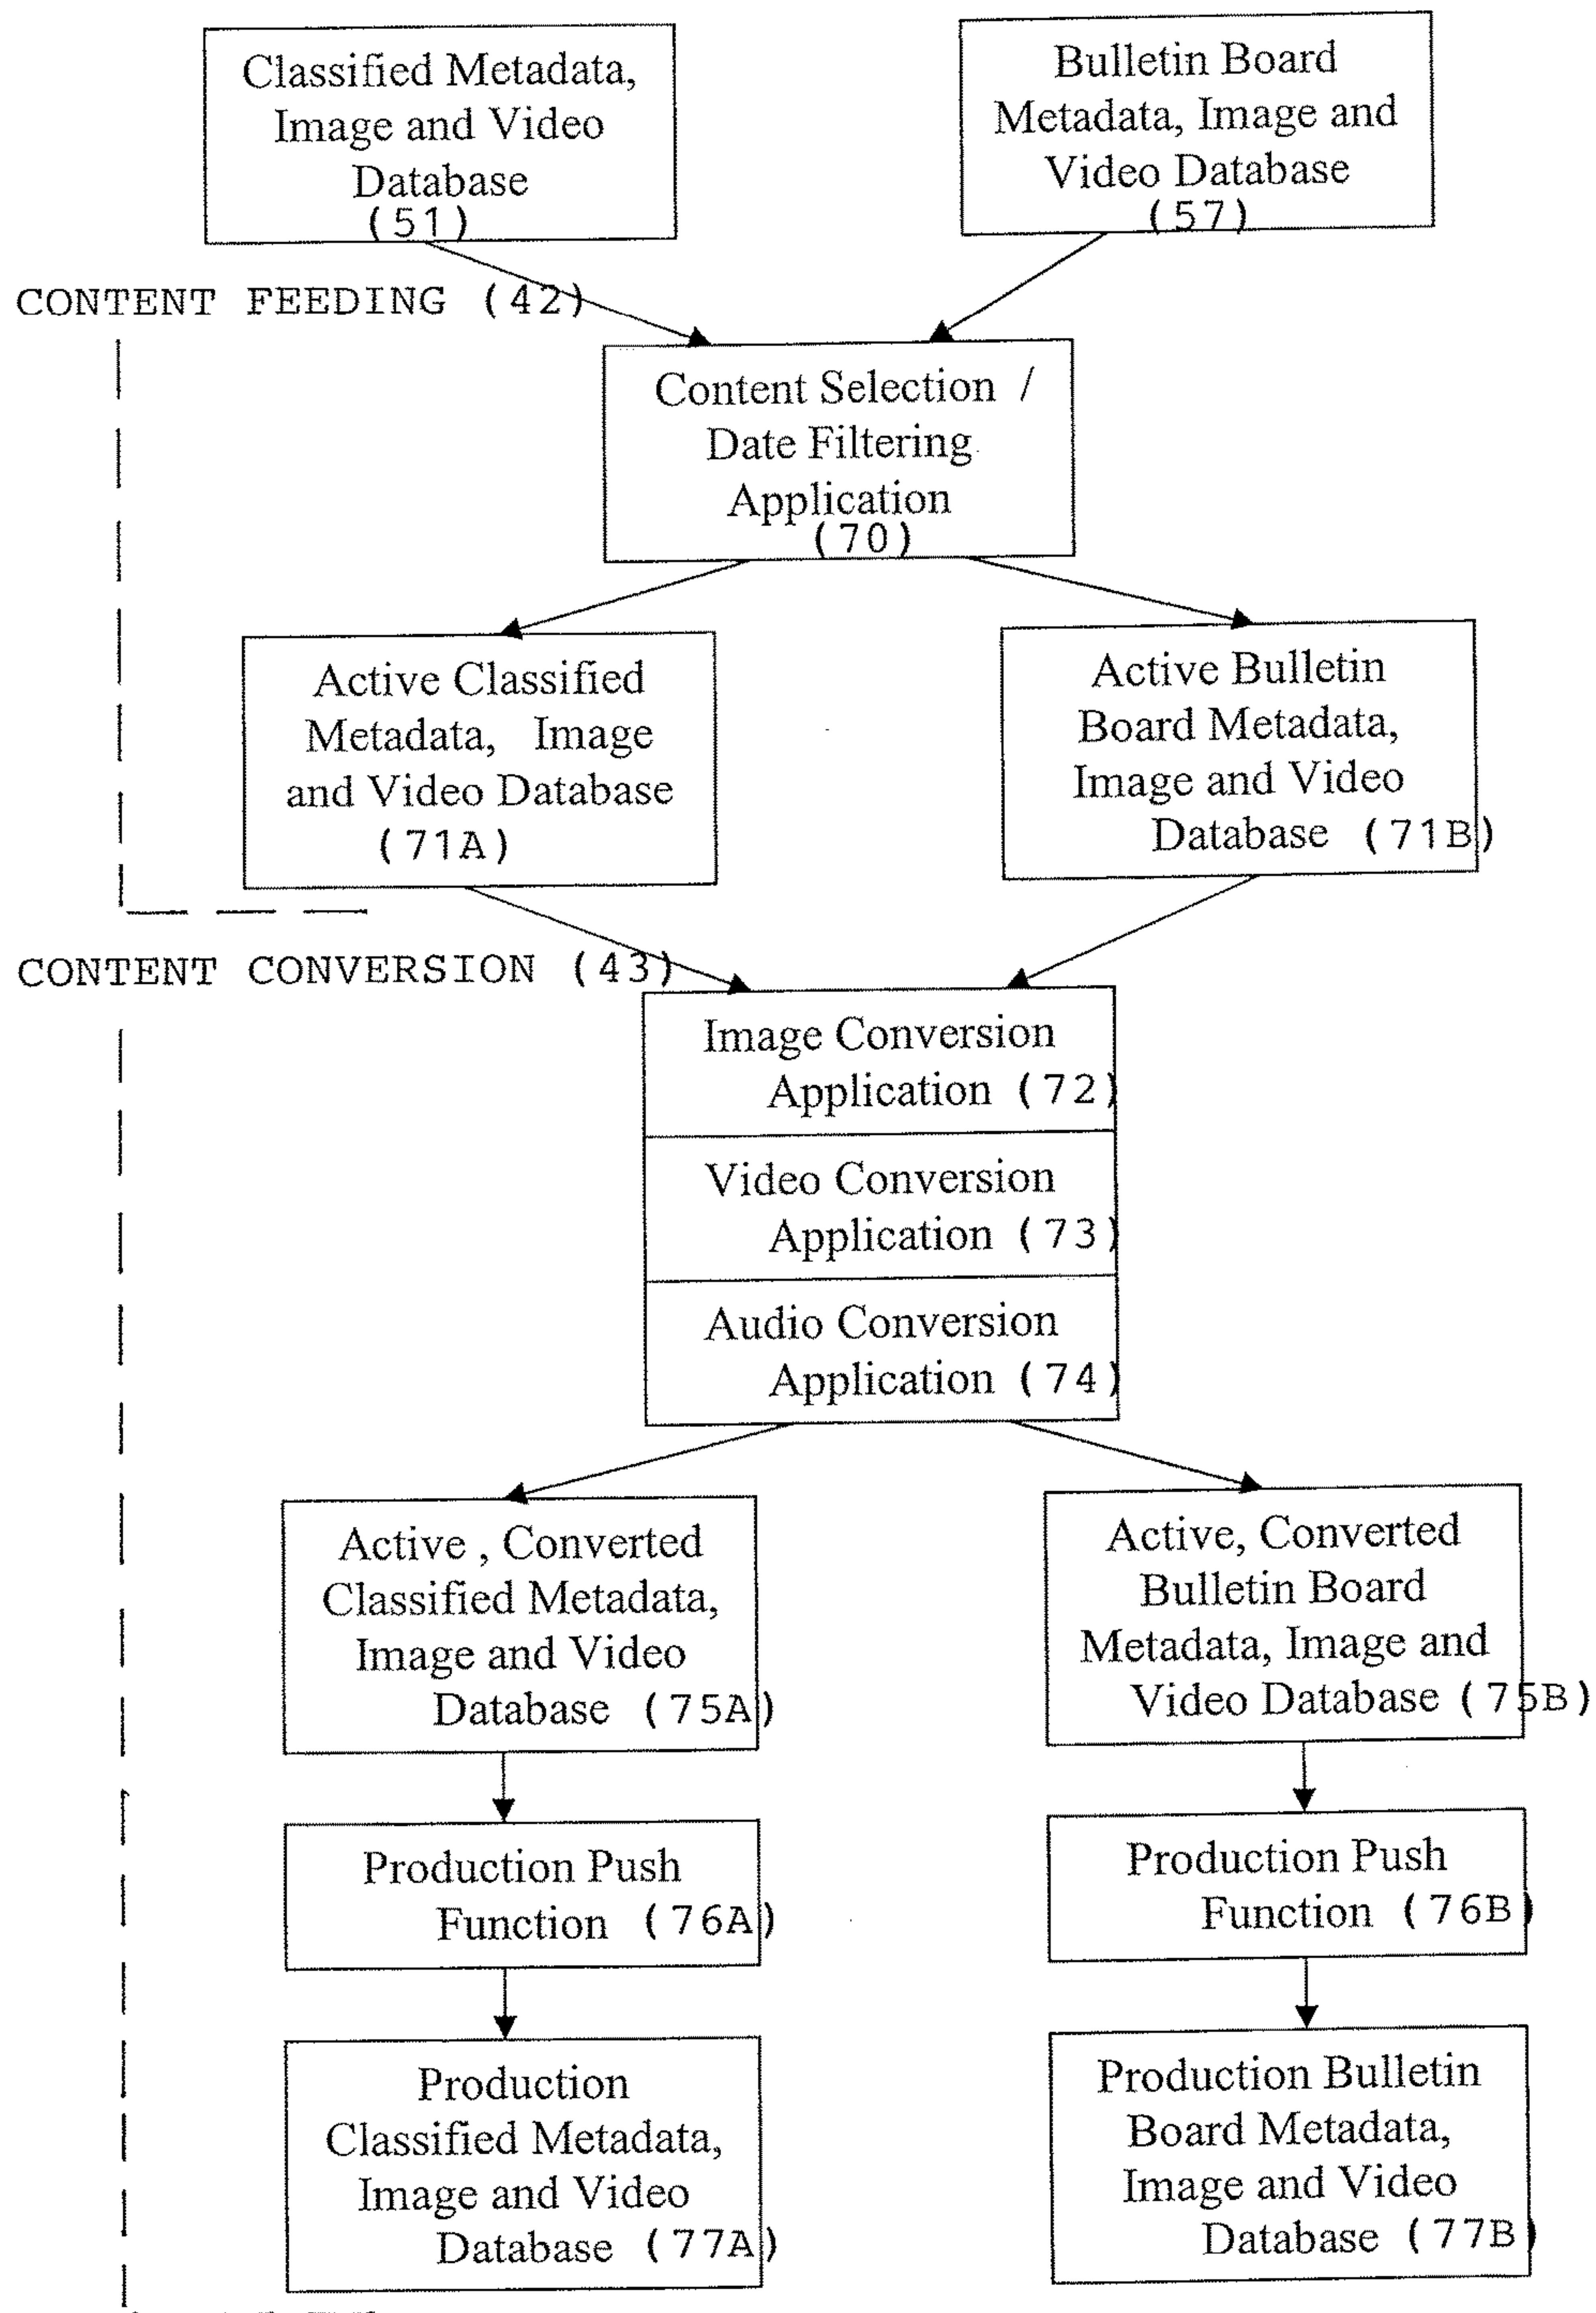 Classified Metadata,
Image and Video
Database
(51)
Bulletin Board
Metadata, Image and
Video Database
(57)
CONTENT FEEDING (42)
Content Selection /
Date Filtering
Application
(70)
Active Classified
Metadata, Image
and Video Database
(71A)
Active Bulletin
Board Metadata,
Image and Video
Database (71B)
CONTENT CONVERSION (43)
Image Conversion
Application (72)
Video Conversion
Application (73)
Audio Conversion
Application (74)
Active , Converted
Classified Metadata,
Image and Video
Database (75A)
Active, Converted
Bulletin Board
Metadata, Image and
Video Database (75B)
Production Push
Function (76A)
Production Push
Function (76B)
Production
Classified Metadata,
Image and Video
Database (77A)
Production Bulletin
Board Metadata,
Image and Video
Database (77B)